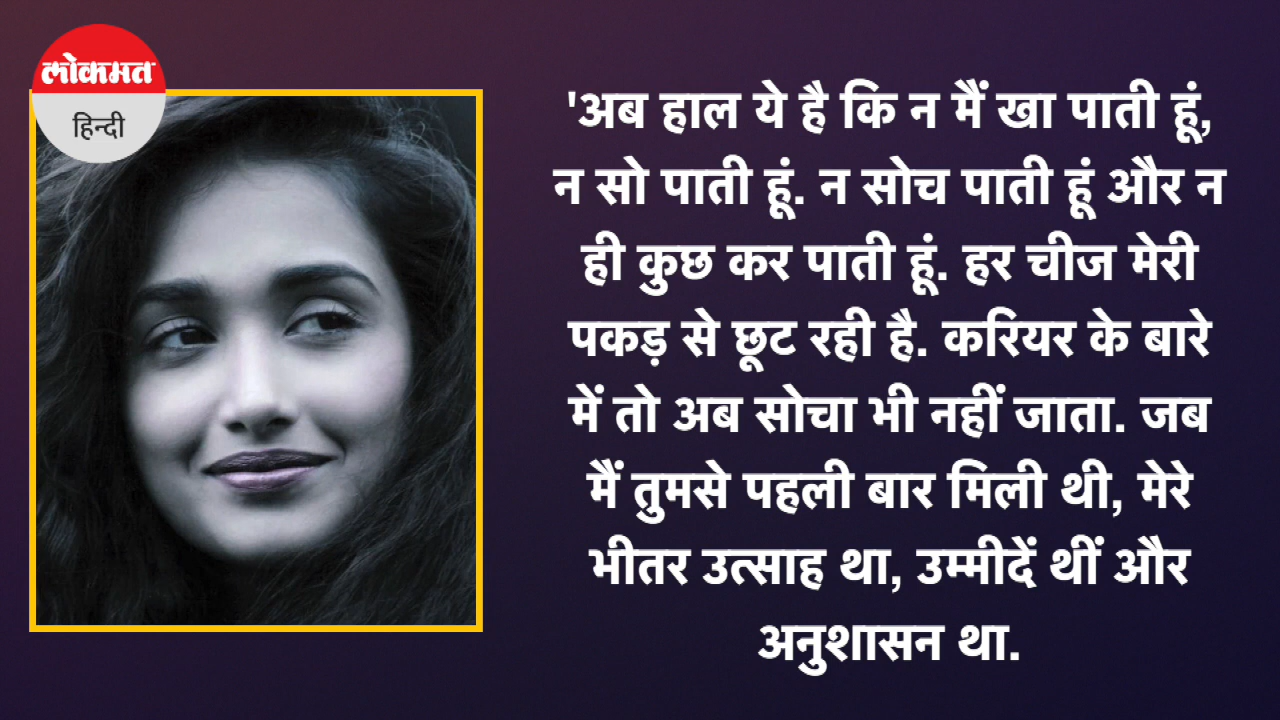 लोकमत
हिन्दी
'अब हाल ये है कि न मैं खा पाती हूं,
न सो पाती हूं. न सोच पाती हूं और न
ही कुछ कर पाती हूं. हर चीज मेरी
पकड़ से छूट रही है. करियर के बारे
में तो अब सोचा भी नहीं जाता. जब
मैं तुमसे पहली बार मिली थी, मेरे
भीतर उत्साह था, उम्मीदें थीं और
अनुशासन था.